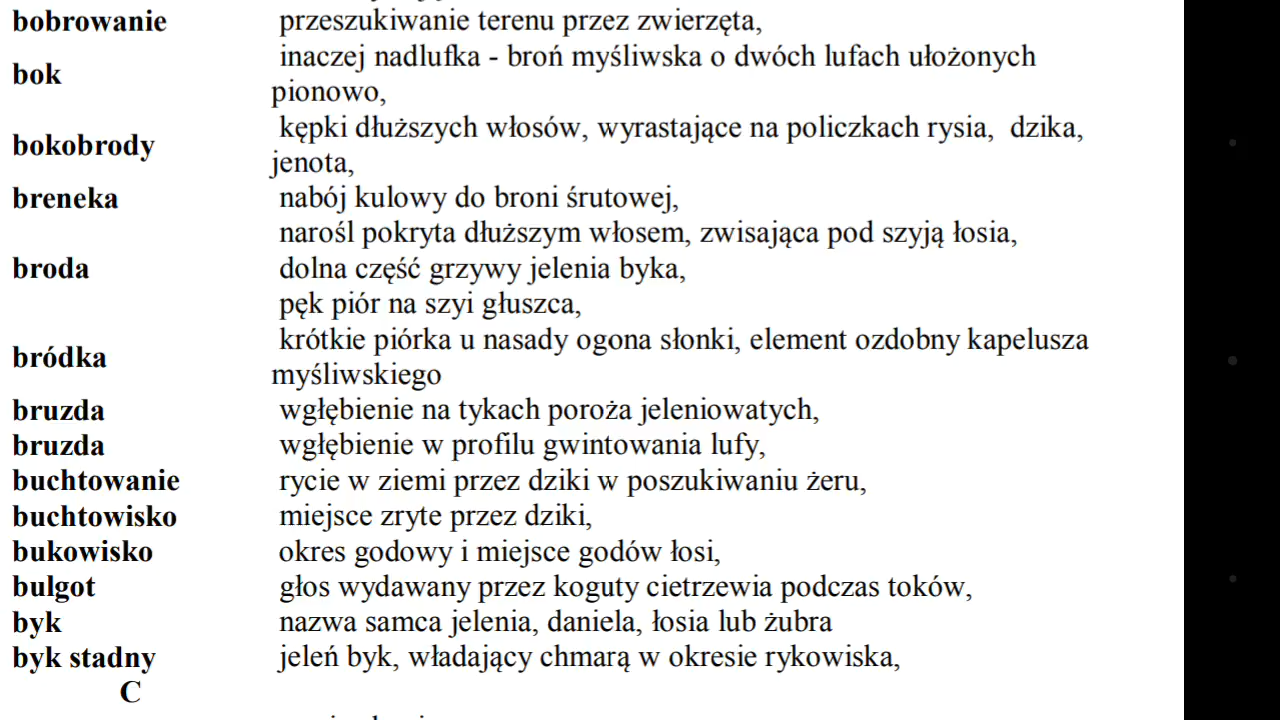 bobrowanie przeszukiwanie terenu przez zwierzęta,
bok inaczej nadlufka - broń myśliwska o dwóch lufach ułożonych
pionowo,
bokobrody kępki dłuższych włosów, wyrastające na policzkach rysia, dzika,
jenota,
breneka nabój kulowy do broni śrutowej,
narośl pokryta dłuższym włosem, zwisająca pod szyją łosia,
broda dolna część grzywy jelenia byka,
pęk piór na szyi głuszca,
bródka krótkie piórka u nasady ogona słonki, element ozdobny kapelusza
myśliwskiego
bruzda wgłębienie na tykach poroża jeleniowatych,
bruzda wgłębienie w profilu gwintowania lufy,
buchtowanie rycie w ziemi przez dziki w poszukiwaniu żeru,
buchtowisko miejsce zryte przez dziki,
bukowisko okres godowy i miejsce godów łosi,
bulgot głos wydawany przez koguty cietrzewia podczas toków,
byk nazwa samca jelenia, daniela, łosia lub żubra
byk stadny jeleń byk, władający chmarą w okresie rykowiska,
C